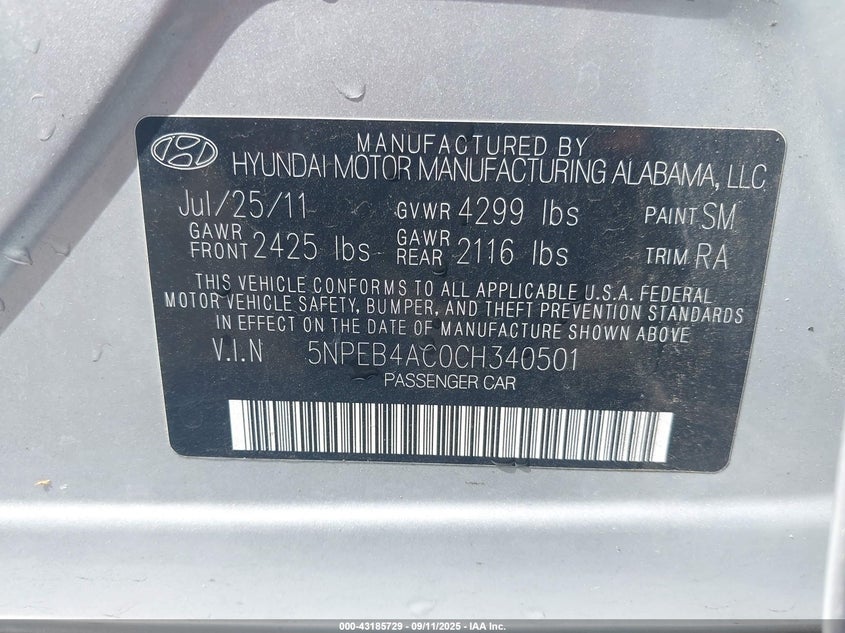 MANUFACTURED BY
HYUNDAI MOTOR MANUFACTURING ALABAMA, LLC
Jul/25/11 GVWR 4299 lbs PAINT SM
GAWR FRONT 2425 lbs GAWR REAR 2116 lbs TRIM RA
THIS VEHICLE CONFORMS TO ALL APPLICABLE U.S.A. FEDERAL
MOTOR VEHICLE SAFETY, BUMPER, AND THEFT PREVENTION STANDARDS
IN EFFECT ON THE DATE OF MANUFACTURE SHOWN ABOVE
V.I.N 5NPEB4AC0CH340501
PASSENGER CAR
000-43185729 - 09/11/2025 - IAA Inc.